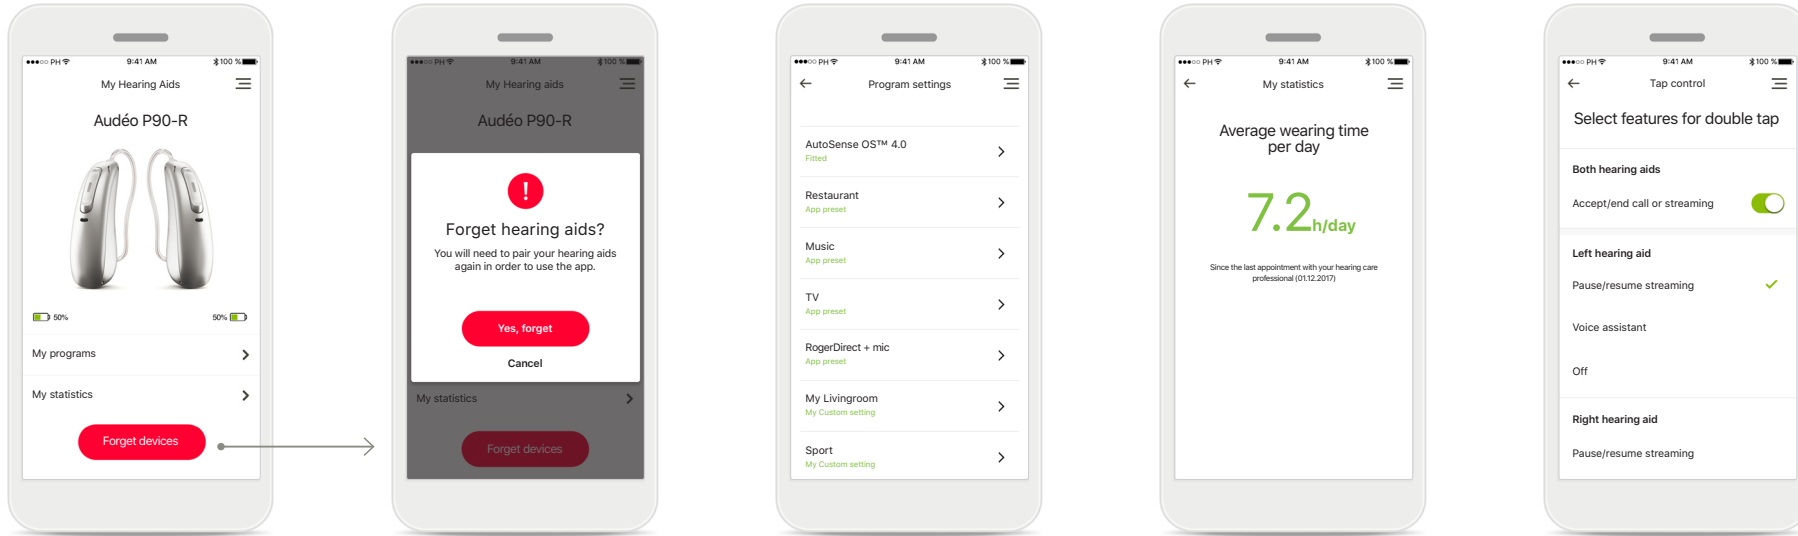 PH 9:41 AM 100 %
My Hearing Aids
Audéo P90-R
50% 50%
My programs
My statistics
Forget devices
PH 9:41 AM 100 %
My Hearing aids
Audéo P90-R
!
Forget hearing aids?
You will need to pair your hearing aids
again in order to use the app.
Yes, forget
Cancel
My statistics
Forget devices
PH 9:41 AM 100 %
Program settings
AutoSense OS™ 4.0
Fitted
Restaurant
App preset
Music
App preset
TV
App preset
RogerDirect + mic
App preset
My Livingroom
My Custom setting
Sport
My Custom setting
PH 9:41 AM 100 %
My statistics
Average wearing time
per day
7.2h/day
Since the last appointment with your hearing care
professional (01.12.2017)
PH 9:41 AM 100 %
Tap control
Select features for double tap
Both hearing aids
Accept/end call or streaming
Left hearing aid
Pause/resume streaming
Voice assistant
Off
Right hearing aid
Pause/resume streaming